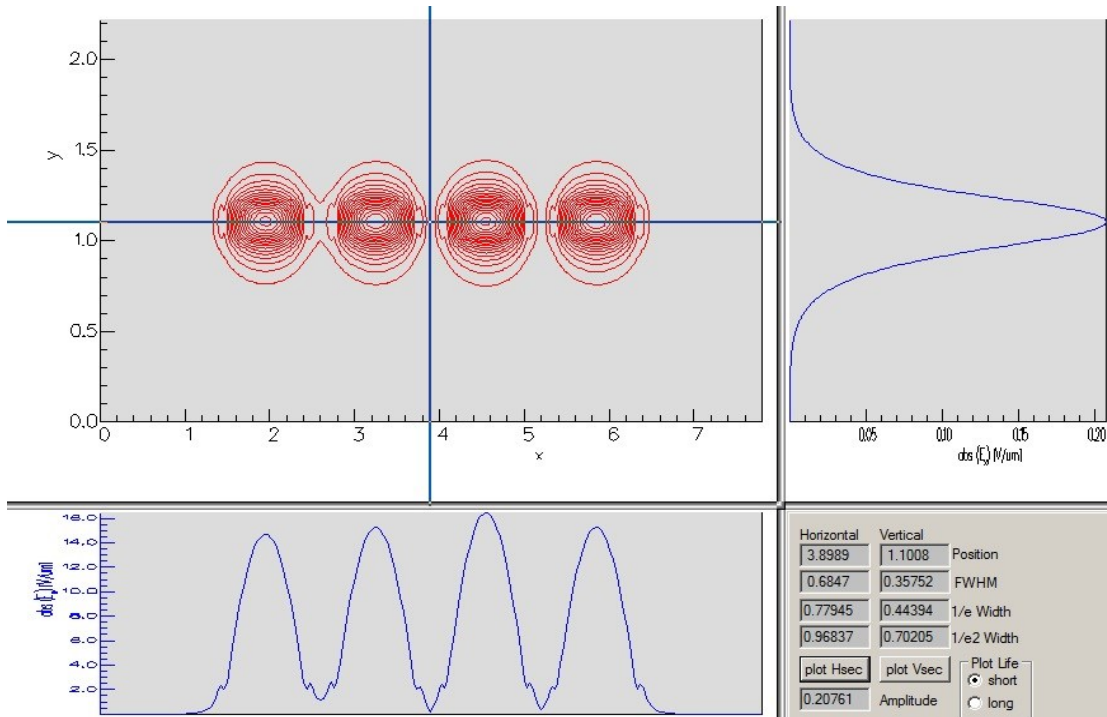 2.0
1.5
y
1.0
0.5
0.0
0 1 2 3 4 5 6 7
x
0.05 0.10 0.15 0.20
abs (E_x) [V/um]
16.0
14.0
12.0
10.0
8.0
6.0
4.0
2.0
[V/um]
Horizontal Vertical
3.8989 1.1008 Position
0.6847 0.35752 FWHM
0.77945 0.44394 1/e Width
0.96837 0.70205 1/e2 Width
plot Hsec plot Vsec Plot Life
short
0.20761 Amplitude long